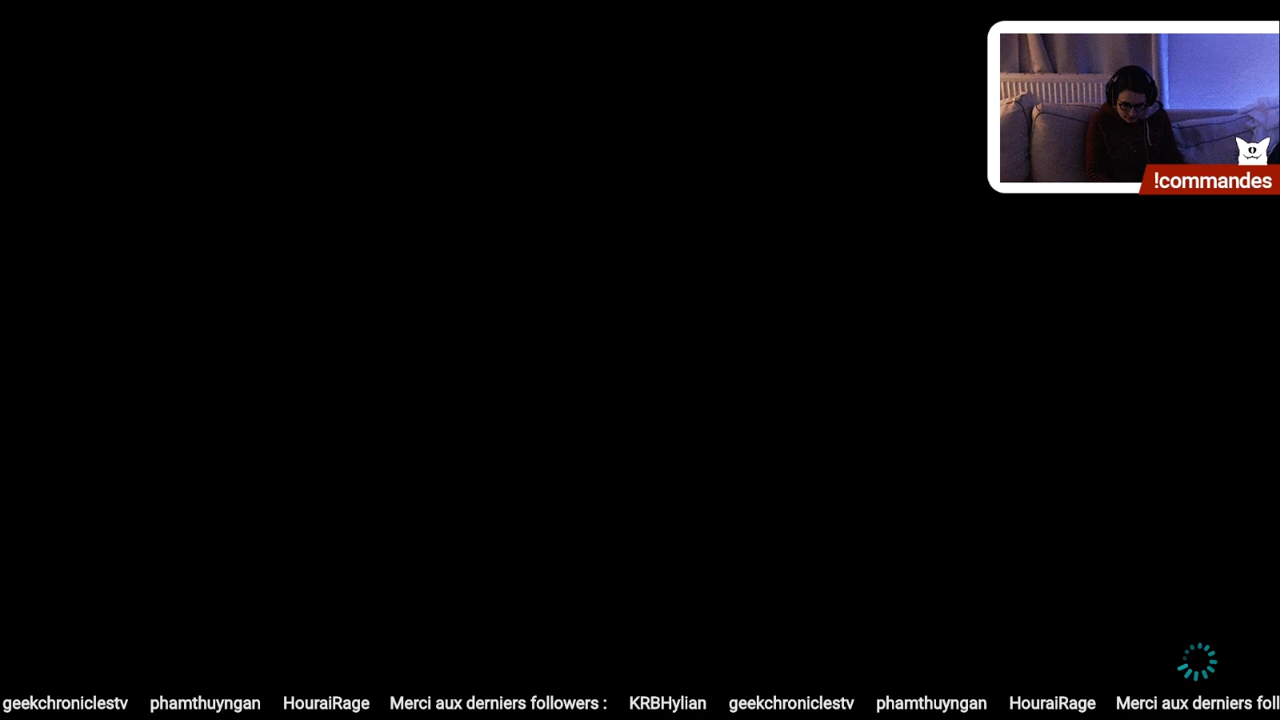 !commandes
geekchroniclestv phamthuyngan HouraiRage Merci aux derniers followers : KRBHylian geekchroniclestv phamthuyngan HouraiRage Merci aux derniers foll